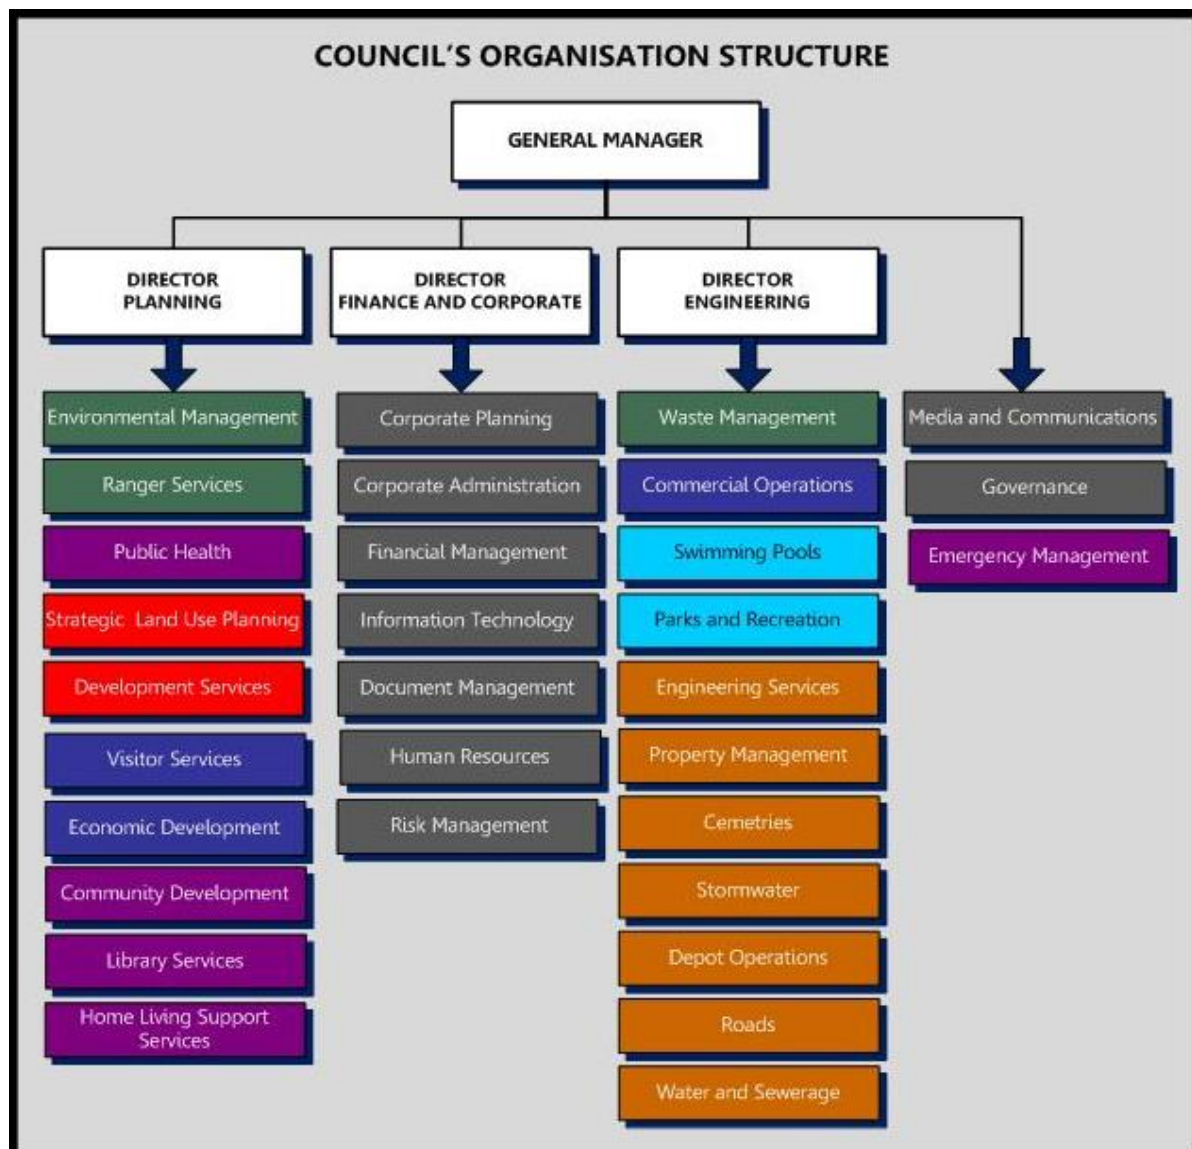 COUNCIL'S ORGANISATION STRUCTURE
GENERAL MANAGER
DIRECTOR
PLANNING
DIRECTOR
FINANCE AND CORPORATE
DIRECTOR
ENGINEERING
Environmental Management
Ranger Services
Public Health
Strategic Land Use Planning
Development Services
Visitor Services
Economic Development
Community Development
Library Services
Home Living Support
Services
Corporate Planning
Corporate Administration
Financial Management
Information Technology
Document Management
Human Resources
Risk Management
Waste Management
Commercial Operations
Swimming Pools
Parks and Recreation
Engineering Services
Property Management
Cemetries
Stormwater
Depot Operations
Roads
Water and Sewerage
Media and Communications
Governance
Emergency Management